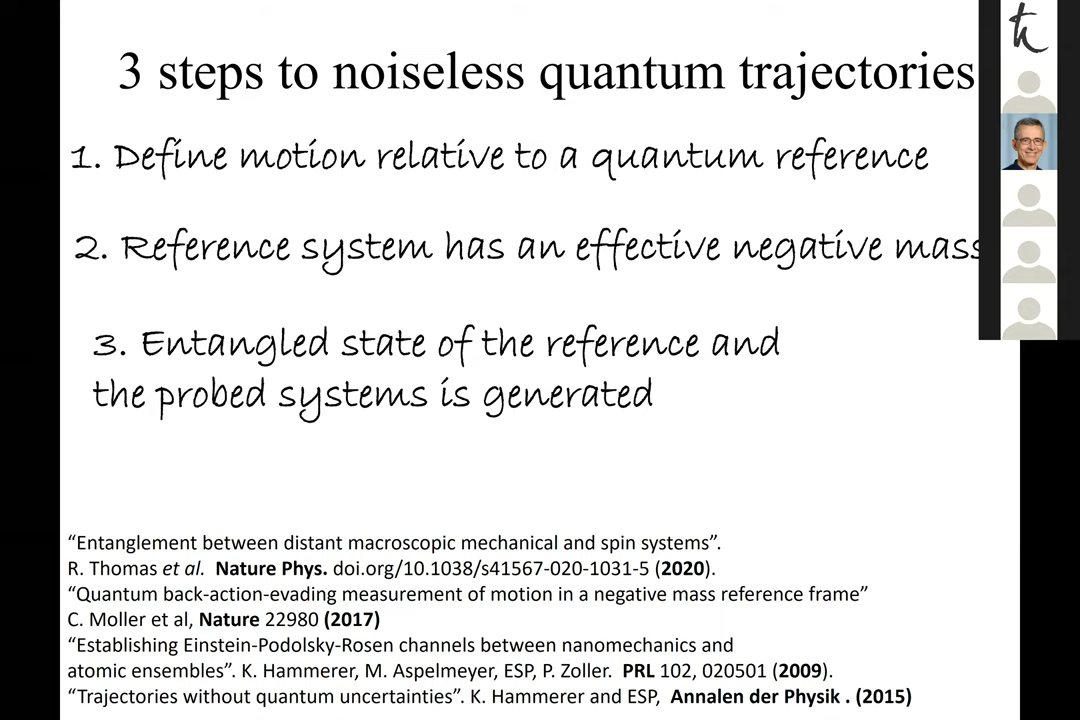 3 steps to noiseless quantum trajectories
1. Define motion relative to a quantum reference
2. Reference system has an effective negative mass
3. Entangled state of the reference and
the probed systems is generated
“Entanglement between distant macroscopic mechanical and spin systems”.
R. Thomas et al. Nature Phys. doi.org/10.1038/s41567-020-1031-5 (2020).
“Quantum back-action-evading measurement of motion in a negative mass reference frame”
C. Moller et al, Nature 22980 (2017)
“Establishing Einstein-Podolsky-Rosen channels between nanomechanics and
atomic ensembles”. K. Hammerer, M. Aspelmeyer, ESP, P. Zoller. PRL 102, 020501 (2009).
“Trajectories without quantum uncertainties”. K. Hammerer and ESP, Annalen der Physik . (2015)